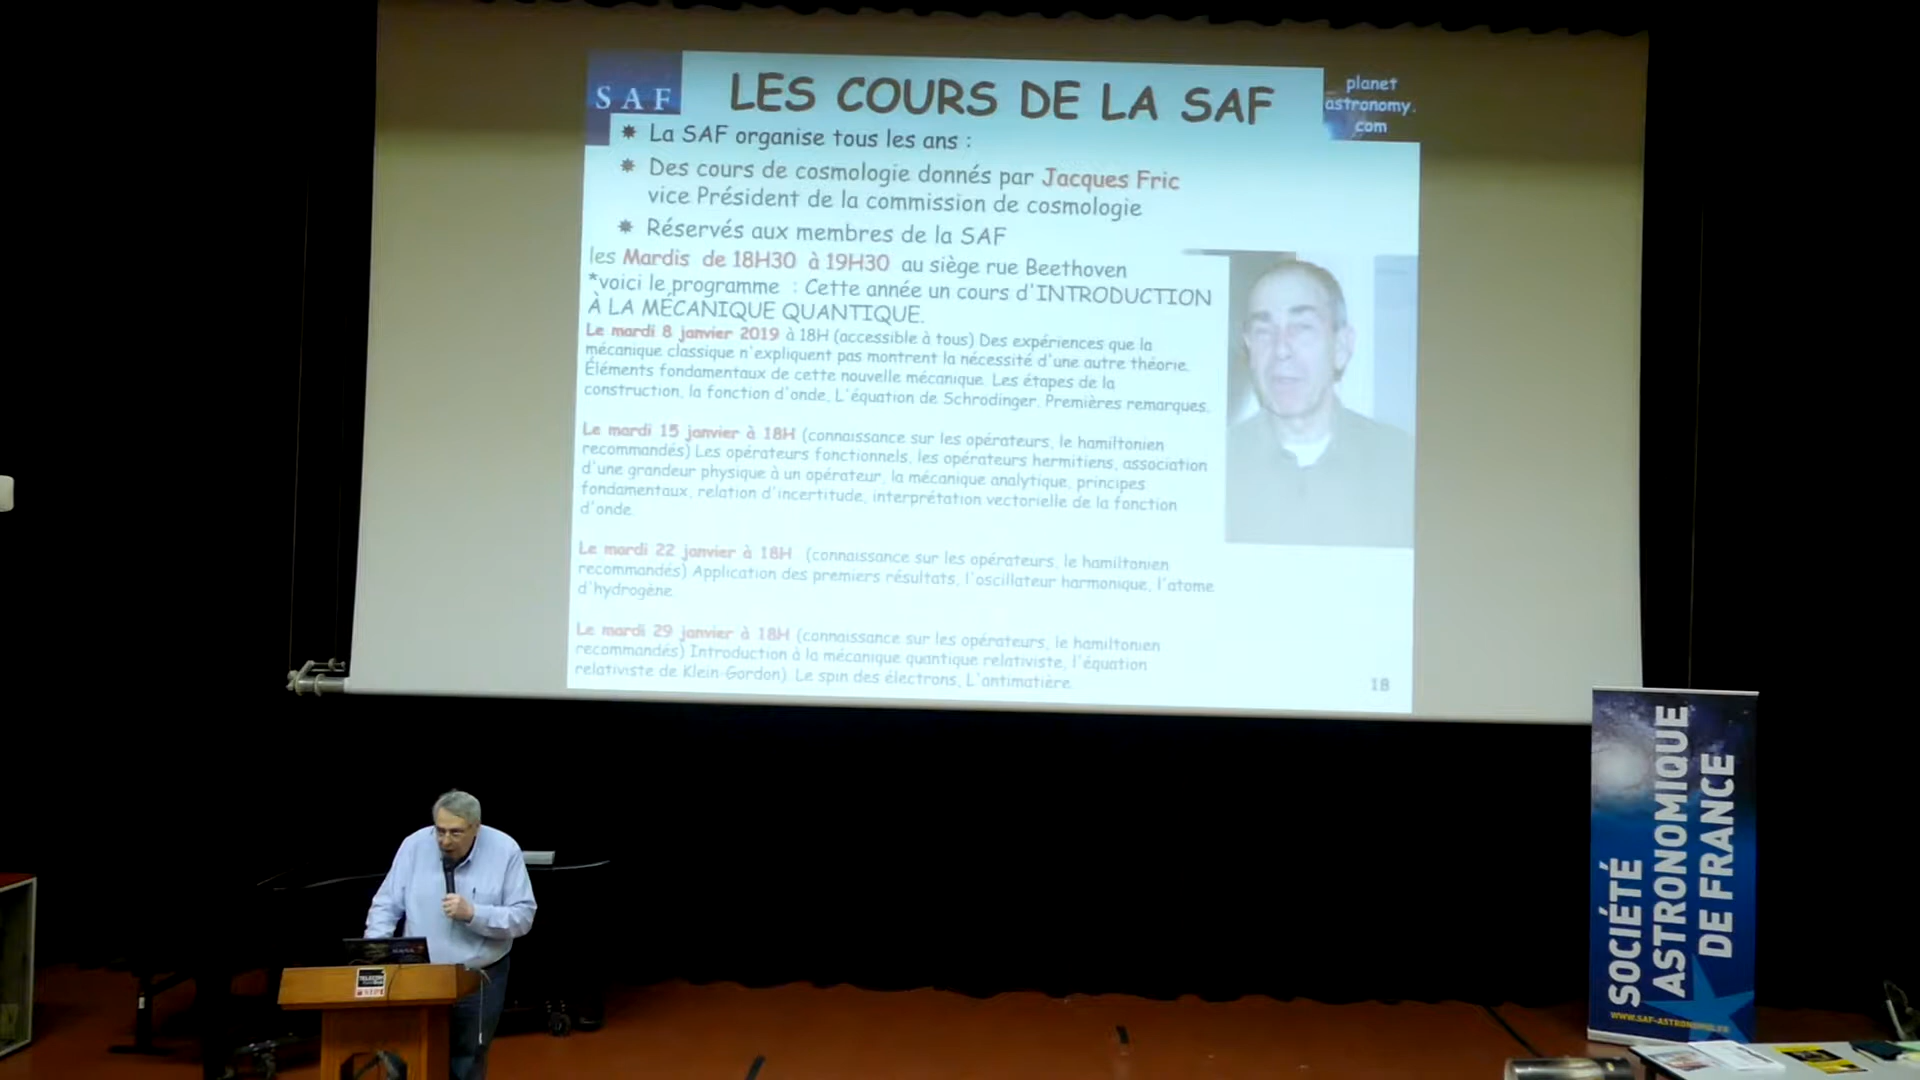 SAF
LES COURS DE LA SAF
planet
astronomy.
com
La SAF organise tous les ans :
Des cours de cosmologie donnés par Jacques Fric
vice Président de la commission de cosmologie
Réservés aux membres de la SAF
les Mardis de 18H30 à 19H30 au siège rue Beethoven
*voici le programme : Cette année un cours d'INTRODUCTION
À LA MÉCANIQUE QUANTIQUE.
Le mardi 8 janvier 2019 à 18H (accessible à tous) Des expériences que la
mécanique classique n'expliquent pas montrent la nécessité d'une autre théorie.
Éléments fondamentaux de cette nouvelle mécanique. Les étapes de la
construction, la fonction d'onde. L'équation de Schrodinger. Premières remarques.
Le mardi 15 janvier à 18H (connaissance sur les opérateurs, le hamiltonien
recommandés) Les opérateurs fonctionnels, les opérateurs hermitiens, association
d'une grandeur physique à un opérateur, la mécanique analytique, principes
fondamentaux, relation d'incertitude, interprétation vectorielle de la fonction
d'onde.
Le mardi 22 janvier à 18H (connaissance sur les opérateurs, le hamiltonien
recommandés) Application des premiers résultats, l'oscillateur harmonique, l'atome
d'hydrogène
Le mardi 29 janvier à 18H (connaissance sur les opérateurs, le hamiltonien
recommandés) Introduction à la mécanique quantique relativiste, l'équation
relativiste de Klein-Gordon). Le spin des électrons, L'antimatière
18
SOCIÉTÉ
ASTRONOMIQUE
DE FRANCE
WWW.SAF-ASTRONOMIE.FR
TELECOM